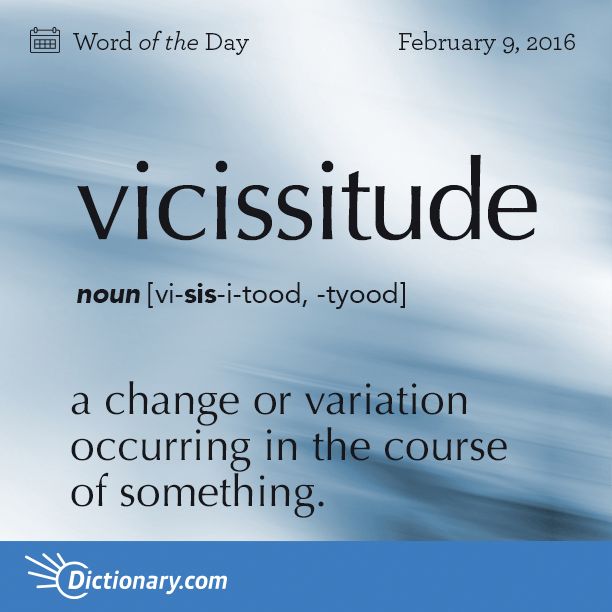 Word of the Day
February 9, 2016
vicissitude
noun [vi-sis-i-tood, -tyood]
a change or variation
occurring in the course
of something.
Dictionary.com